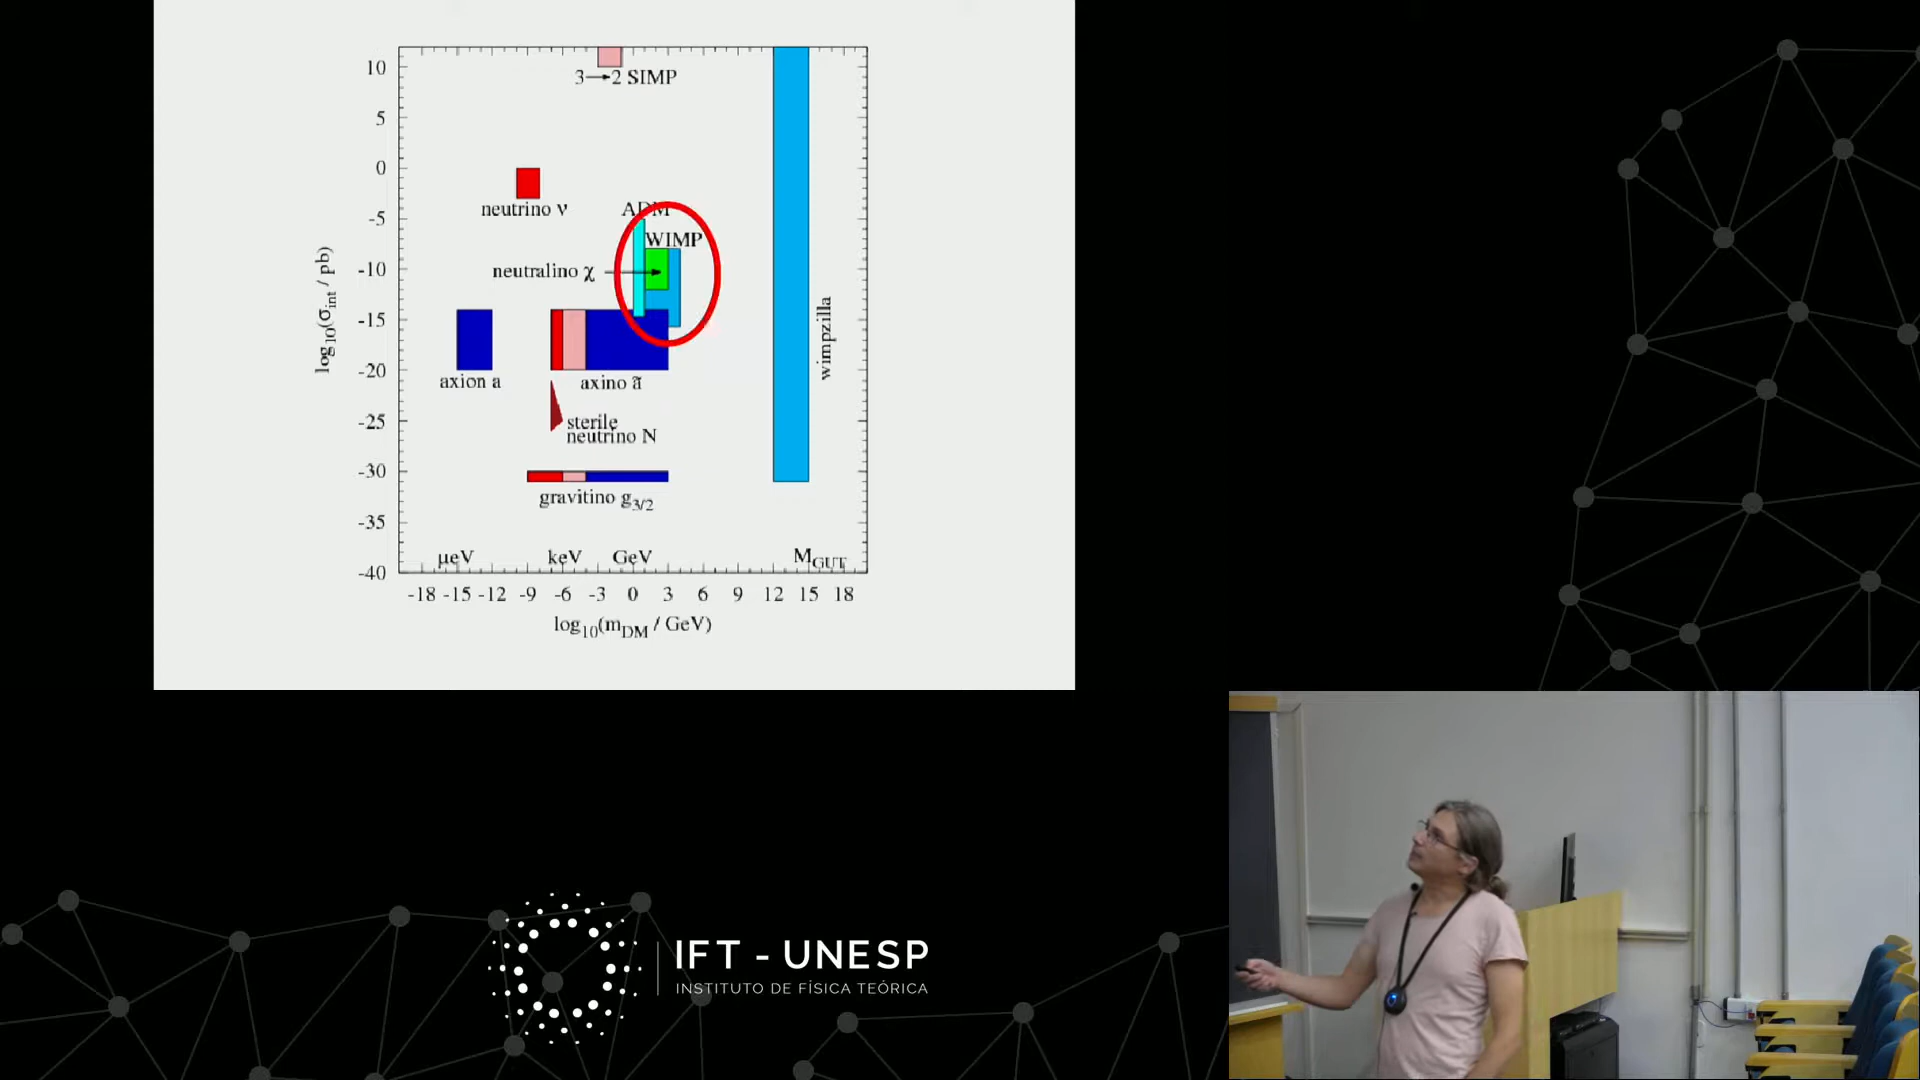 10
3→2 SIMP
5
0
neutrino ν
-5
ADM
WIMP
neutralino χ
-10
-15
-20
axion a
axino ã
-25
sterile
neutrino N
-30
gravitino g3/2
-35
μeV keV GeV MGUT
-40
-18 -15 -12 -9 -6 -3 0 3 6 9 12 15 18
log10(mDM / GeV)
log10(σint / pb)
wimpzilla
IFT - UNESP
INSTITUTO DE FÍSICA TEÓRICA